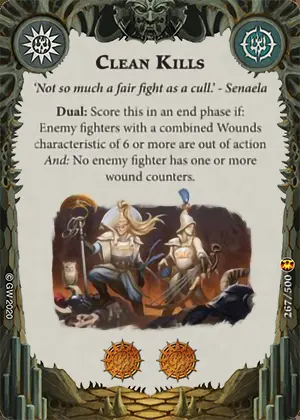 CLEAN KILLS
'Not so much a fair fight as a cull.' - Senaela
Dual: Score this in an end phase if:
Enemy fighters with a combined Wounds
characteristic of 6 or more are out of action
And: No enemy fighter has one or more
wound counters.
© GW 2020
267/500